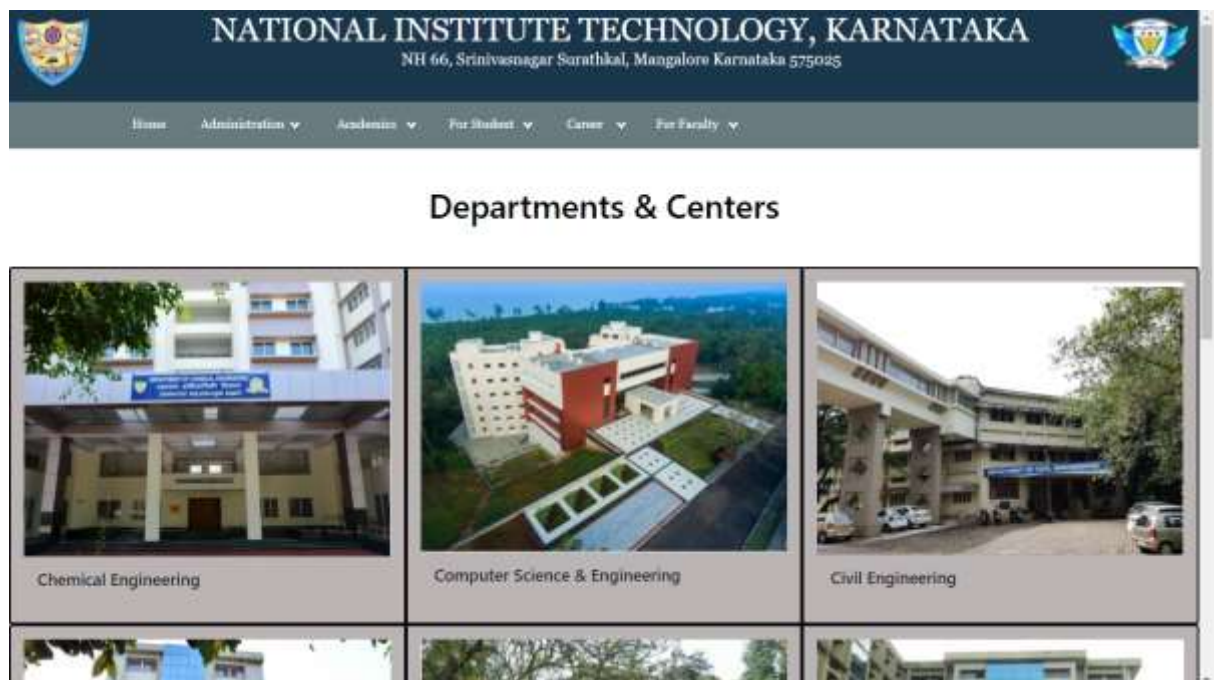 NATIONAL INSTITUTE TECHNOLOGY, KARNATAKA
NH 66, Srinivasnagar Surathkal, Mangalore Karnataka 575025
Home Administration Academics For Student Career For Faculty
Departments & Centers
Chemical Engineering
Computer Science & Engineering
Civil Engineering